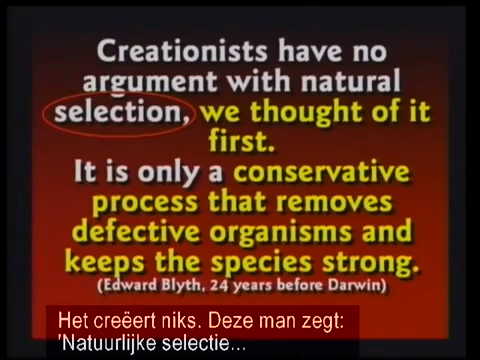 Creationists have no
argument with natural
selection, we thought of it
first.
It is only a conservative
process that removes
defective organisms and
keeps the species strong.
(Edward Blyth, 24 years before Darwin)
Het creëert niks. Deze man zegt:
'Natuurlijke selectie...